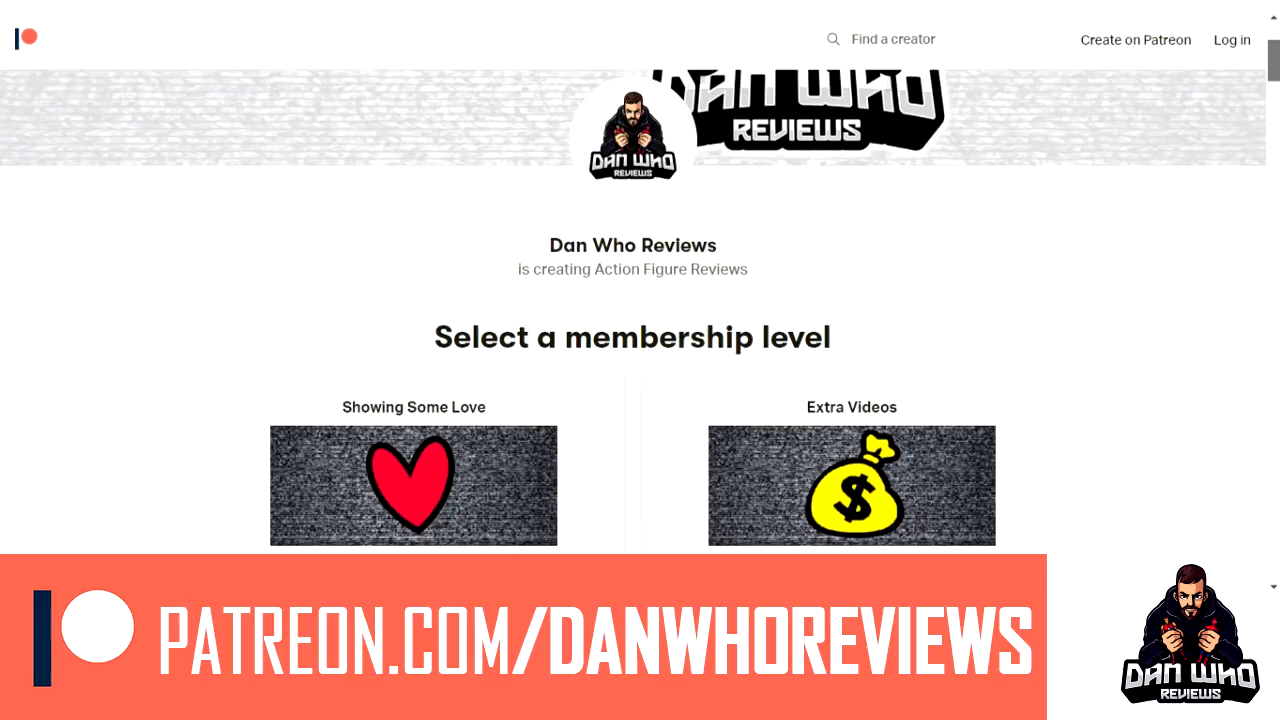 Find a creator
Create on Patreon
Log in
DAN WHO
REVIEWS
DAN WHO
REVIEWS
Dan Who Reviews
is creating Action Figure Reviews
Select a membership level
Showing Some Love
Extra Videos
$
PATREON.COM/DANWHOREVIEWS
DAN WHO
REVIEWS